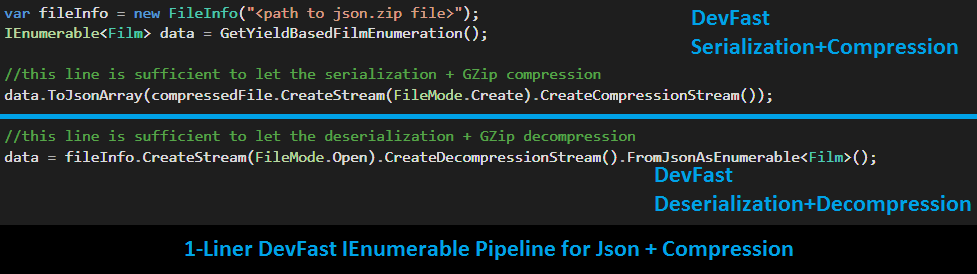 var fileInfo = new FileInfo("<path to json.zip file>");
IEnumerable<Film> data = GetYieldBasedFilmEnumeration();
DevFast
Serialization+Compression
//this line is sufficient to let the serialization + GZip compression
data.ToJsonArray(compressedFile.CreateStream(FileMode.Create).CreateCompressionStream());
//this line is sufficient to let the deserialization + GZip decompression
data = fileInfo.CreateStream(FileMode.Open).CreateDecompressionStream().FromJsonAsEnumerable<Film>();
DevFast
Deserialization+Decompression
1-Liner DevFast IEnumerable Pipeline for Json + Compression